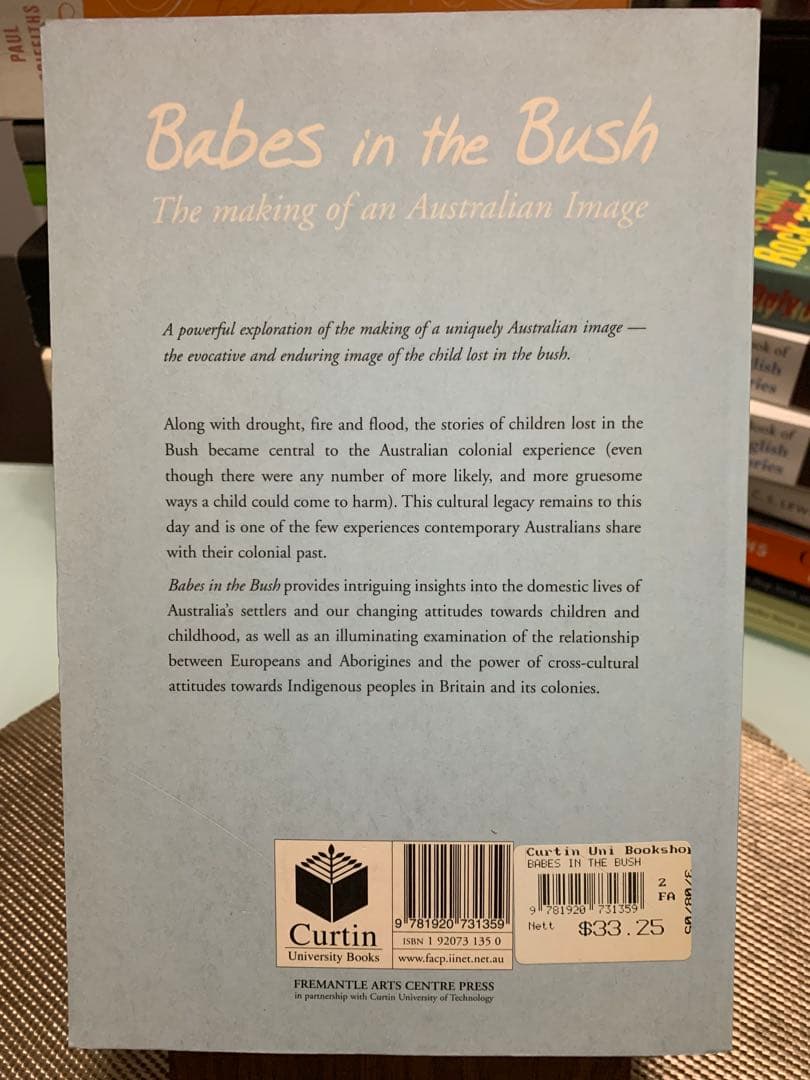 PAUL
Babes in the Bush
The making of an Australian Image
A powerful exploration of the making of a uniquely Australian image —
the evocative and enduring image of the child lost in the bush.
Along with drought, fire and flood, the stories of children lost in the
Bush became central to the Australian colonial experience (even
though there were any number of more likely, and more gruesome
ways a child could come to harm). This cultural legacy remains to this
day and is one of the few experiences contemporary Australians share
with their colonial past.
Babes in the Bush provides intriguing insights into the domestic lives of
Australia's settlers and our changing attitudes towards children and
childhood, as well as an illuminating examination of the relationship
between Europeans and Aborigines and the power of cross-cultural
attitudes towards Indigenous peoples in Britain and its colonies.
Curtin
University Books
9 781920 731359
ISBN 1 92073 135 0
www.facp.iinet.net.au
Curtin Uni Bookshop
BABES IN THE BUSH
2
FA
9 781920 731359
Nett $33.25
FREMANTLE ARTS CENTRE PRESS
in partnership with Curtin University of Technology
Rock and